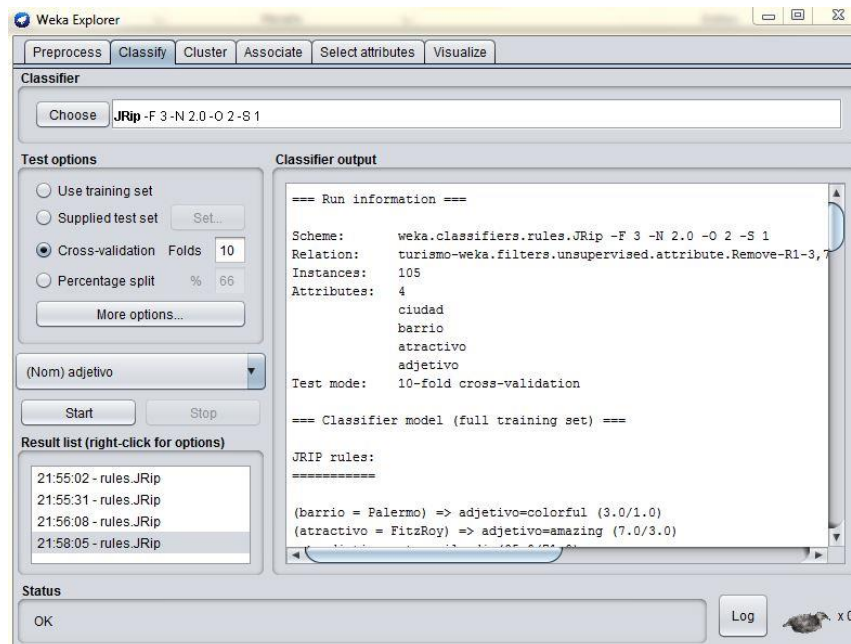 Weka Explorer
Preprocess Classify Cluster Associate Select attributes Visualize
Classifier
Choose JRip -F 3 -N 2.0 -O 2 -S 1
Test options
Use training set
Supplied test set Set...
Cross-validation Folds 10
Percentage split % 66
More options...
(Nom) adjetivo
Start Stop
Result list (right-click for options)
21:55:02 - rules.JRip
21:55:31 - rules.JRip
21:56:08 - rules.JRip
21:58:05 - rules.JRip
Classifier output
=== Run information ===
Scheme: weka.classifiers.rules.JRip -F 3 -N 2.0 -O 2 -S 1
Relation: turismo-weka.filters.unsupervised.attribute.Remove-R1-3,7
Instances: 105
Attributes: 4
ciudad
barrio
atractivo
adjetivo
Test mode: 10-fold cross-validation
=== Classifier model (full training set) ===
JRIP rules:
===========
(barrio = Palermo) => adjetivo=colorful (3.0/1.0)
(atractivo = FitzRoy) => adjetivo=amazing (7.0/3.0)
Status
OK
Log
x 0